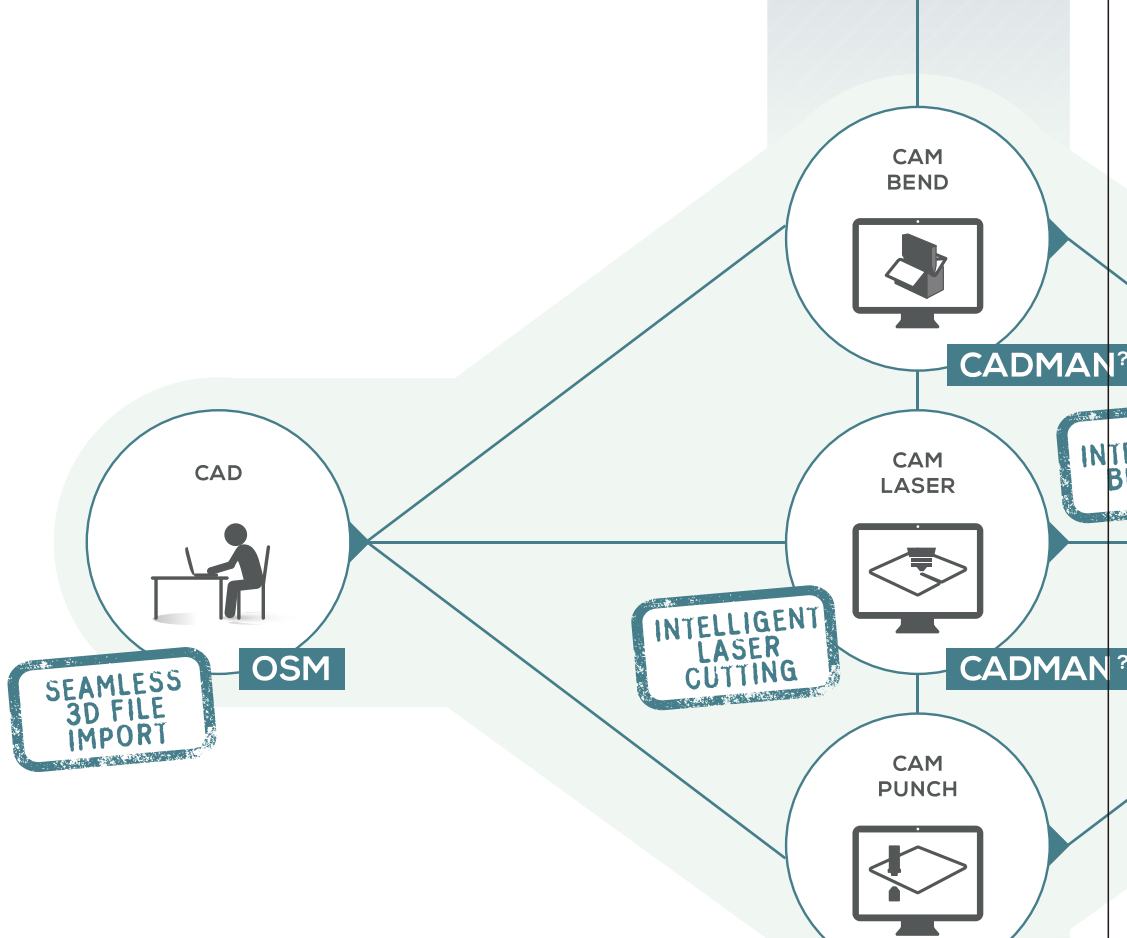 CAM
BEND
CADMAN
CAD
CAM
LASER
INTELLIGENT
LASER
CUTTING
OSM
CADMAN
SEAMLESS
3D FILE
IMPORT
CAM
PUNCH